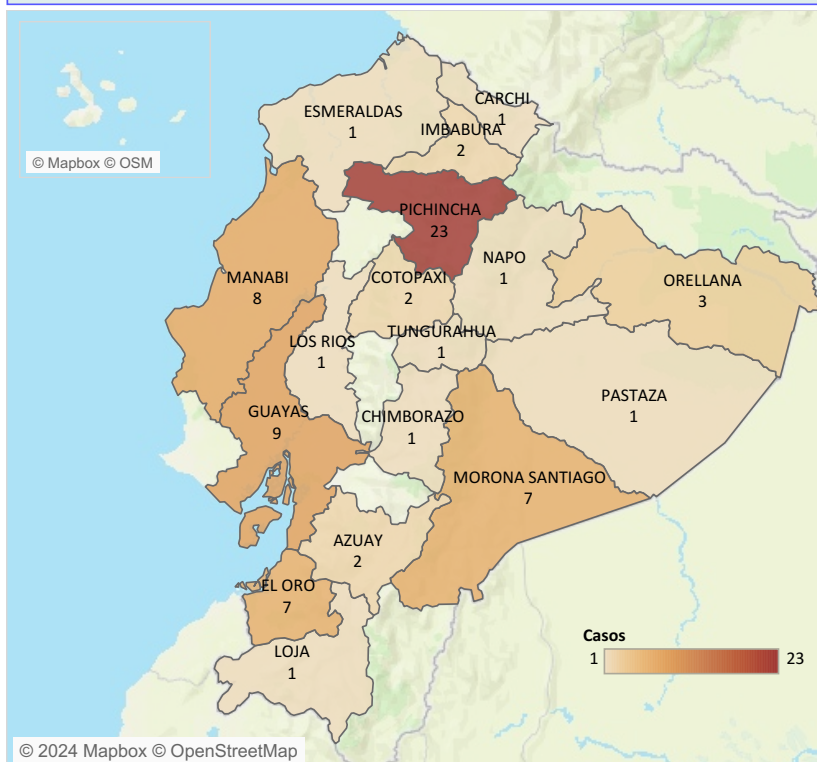 © Mapbox © OSM
ESMERALDAS
1
CARCHI
1
IMBABURA
2
PICHINCHA
23
NAPO
1
MANABI
8
COTOPAXI
2
ORELLANA
3
TUNGURAHUA
1
LOS RIOS
1
PASTAZA
1
GUAYAS
9
CHIMBORAZO
1
MORONA SANTIAGO
7
AZUAY
2
EL ORO
7
LOJA
1
Casos
1 23
© 2024 Mapbox © OpenStreetMap